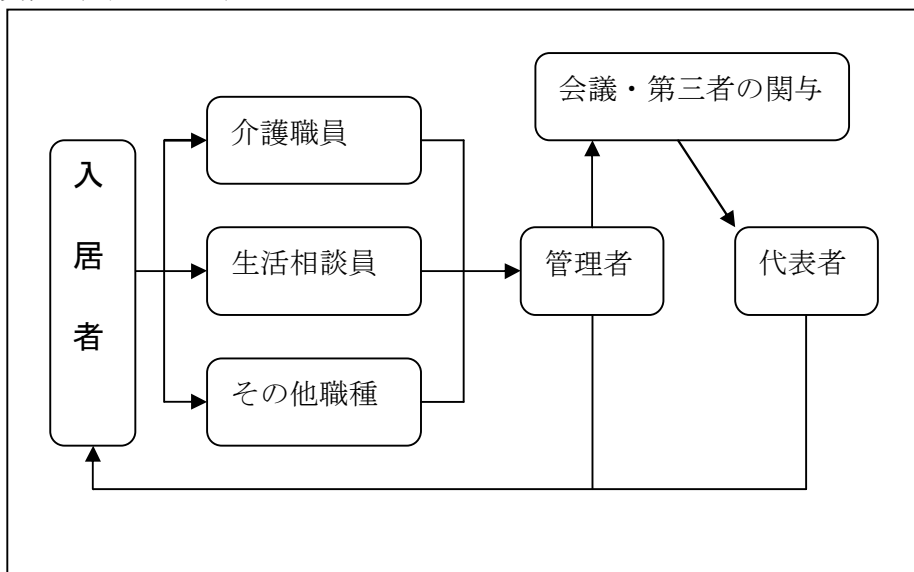 会議・第三者の関与
介護職員
入居者
生活相談員
管理者
代表者
その他職種